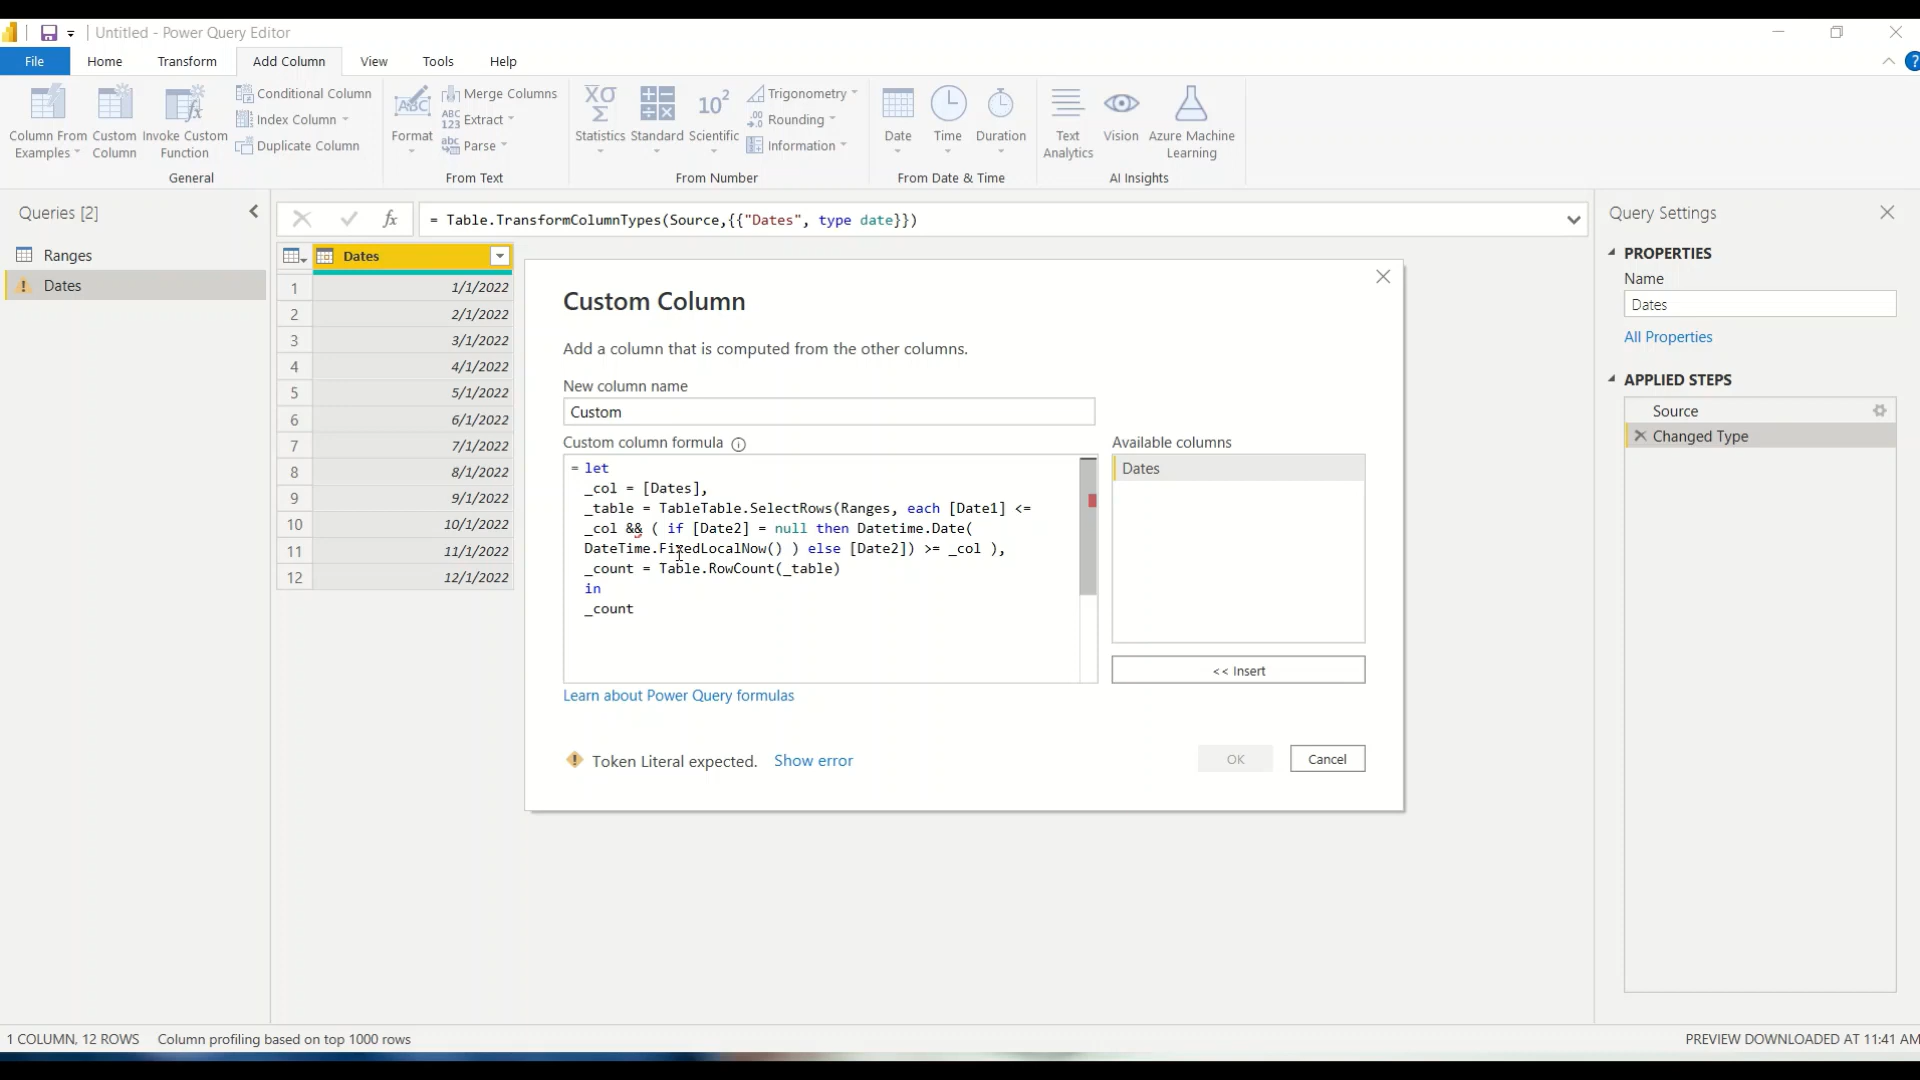 Untitled - Power Query Editor
File Home Transform Add Column View Tools Help
Column From Examples
Custom Column
Invoke Custom Function
Conditional Column
Index Column
Duplicate Column
General
ABC
Format
Merge Columns
ABC 123 Extract
abc Parse
From Text
XO Σ
Statistics
Standard
10²
Scientific
Trigonometry
.00 Rounding
Information
From Number
Date
Time
Duration
From Date & Time
Text Analytics
Vision
Azure Machine Learning
AI Insights
?
Queries [2]
Ranges
Dates
fx
= Table.TransformColumnTypes(Source,{{"Dates", type date}})
Dates
1 1/1/2022
2 2/1/2022
3 3/1/2022
4 4/1/2022
5 5/1/2022
6 6/1/2022
7 7/1/2022
8 8/1/2022
9 9/1/2022
10 10/1/2022
11 11/1/2022
12 12/1/2022
Custom Column
Add a column that is computed from the other columns.
New column name
Custom
Custom column formula
= let
_col = [Dates],
_table = TableTable.SelectRows(Ranges, each [Date1] <=
_col && ( if [Date2] = null then Datetime.Date(
DateTime.FixedLocalNow() ) else [Date2]) >= _col ),
_count = Table.RowCount(_table)
in
_count
Available columns
Dates
<< Insert
Learn about Power Query formulas
Token Literal expected. Show error
OK
Cancel
Query Settings
PROPERTIES
Name
Dates
All Properties
APPLIED STEPS
Source
Changed Type
1 COLUMN, 12 ROWS Column profiling based on top 1000 rows
PREVIEW DOWNLOADED AT 11:41 AM